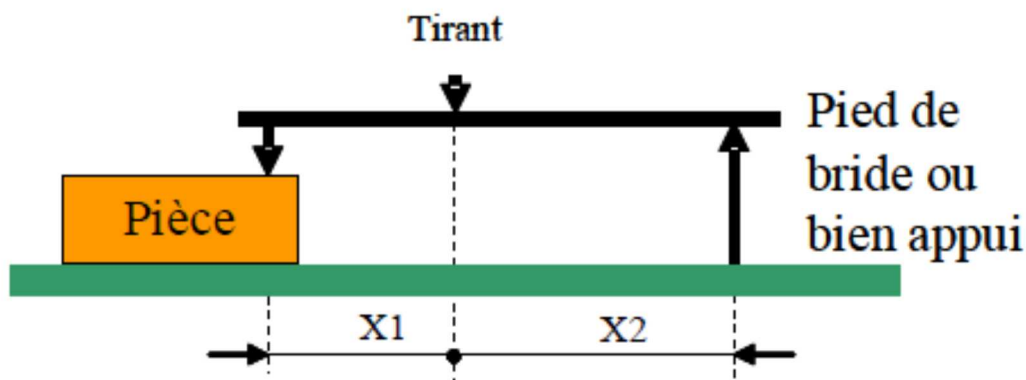 Tirant
Pied de
bride ou
bien appui
Pièce
X1
X2